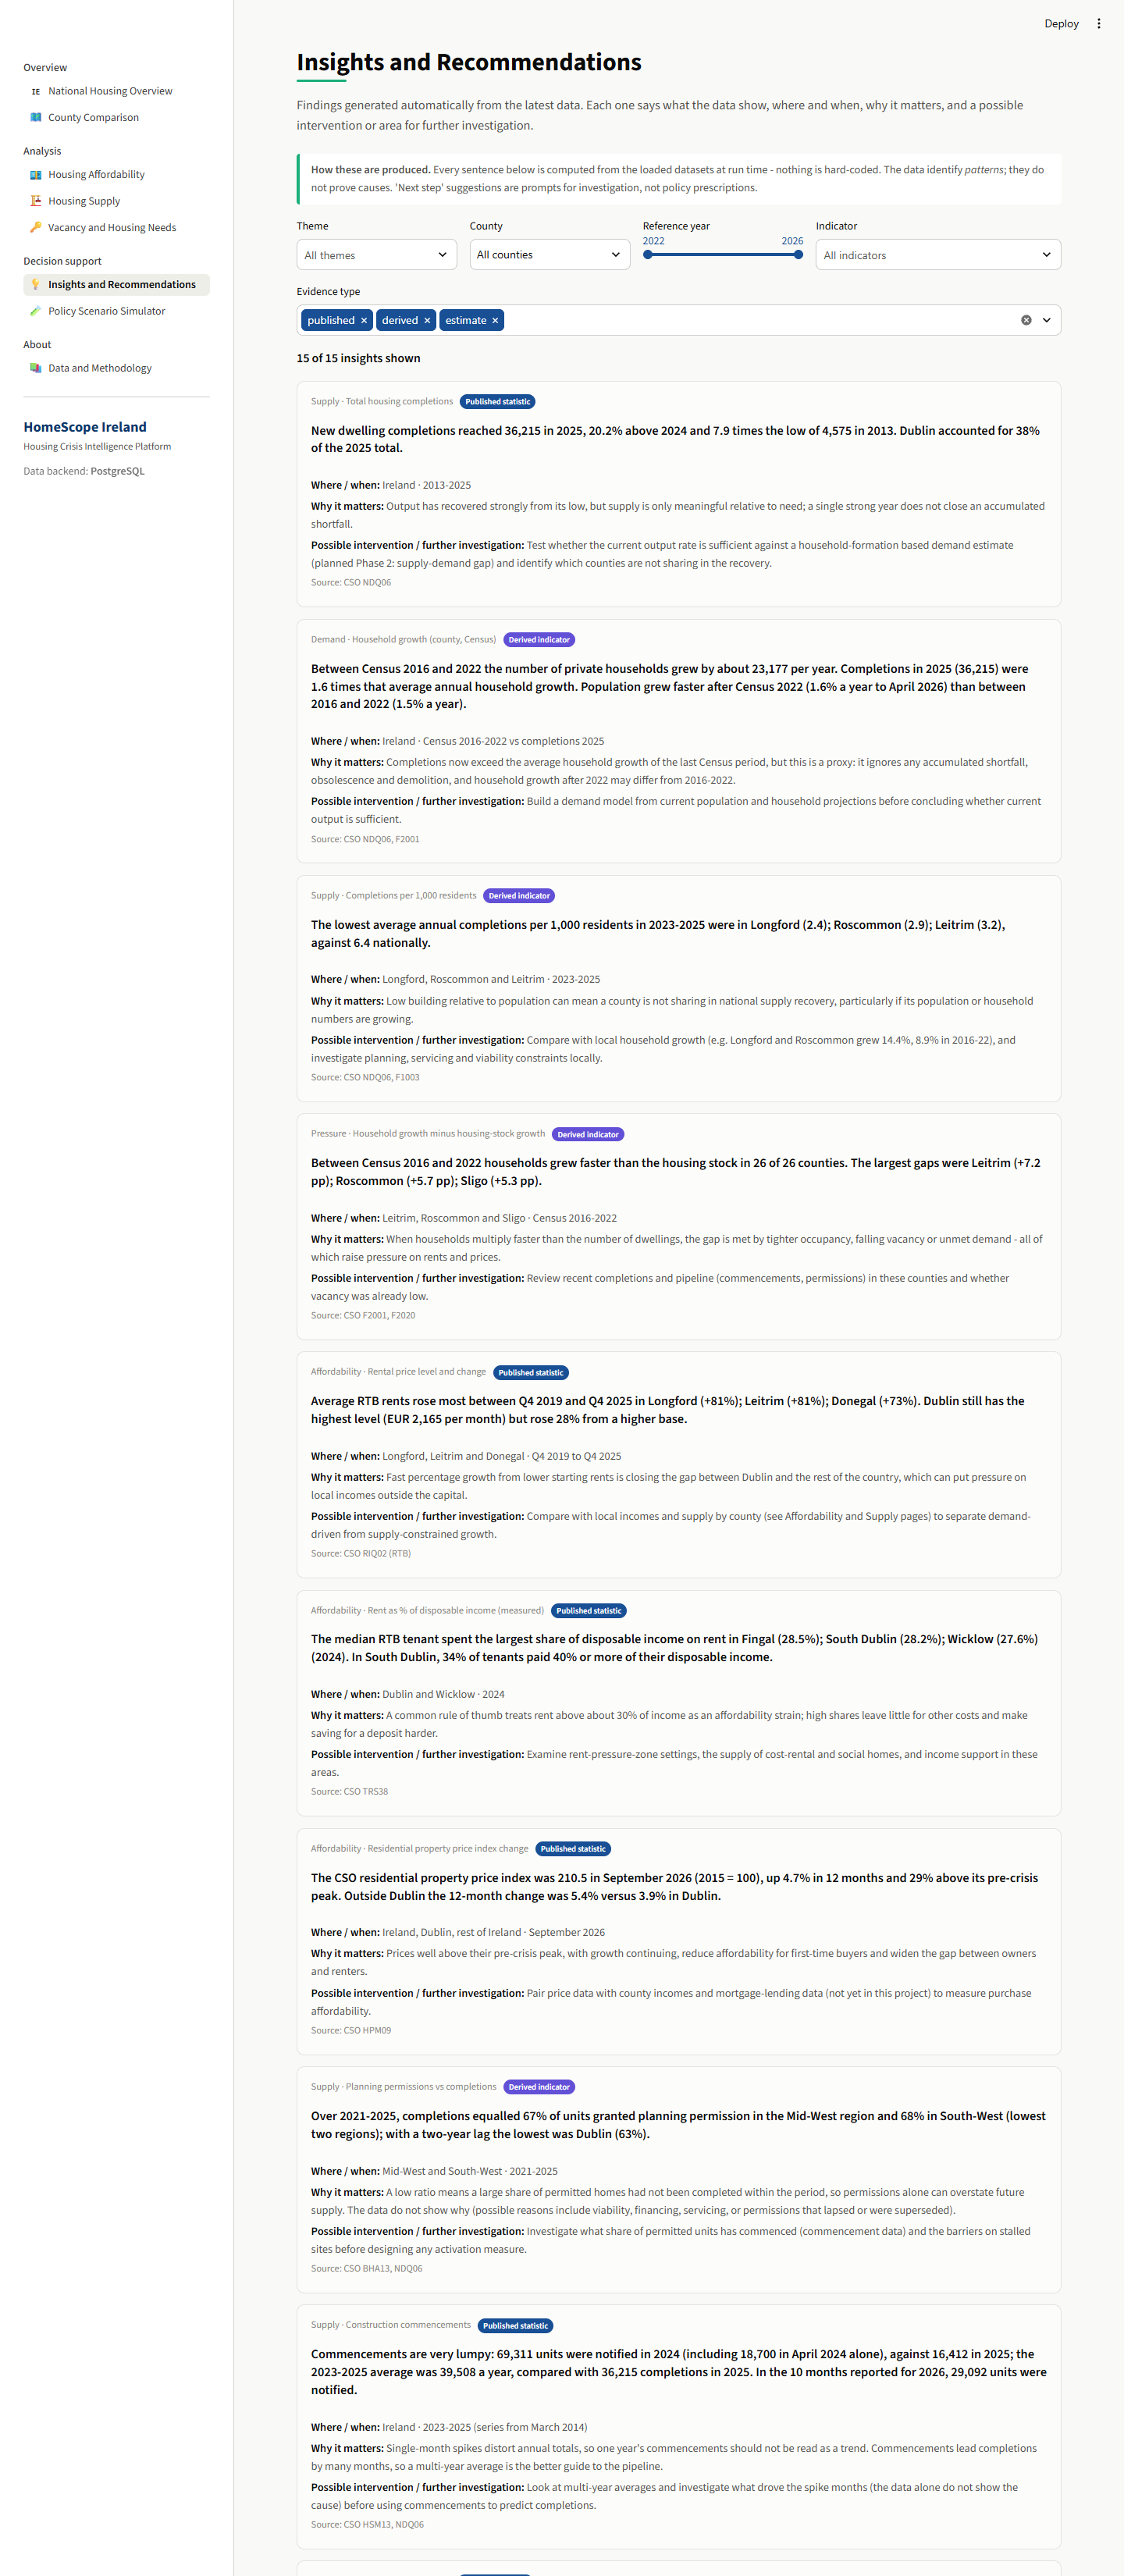 Deploy
Overview
IE National Housing Overview
County Comparison
Analysis
Housing Affordability
Housing Supply
Vacancy and Housing Needs
Decision support
Insights and Recommendations
Policy Scenario Simulator
About
Data and Methodology
HomeScope Ireland
Housing Crisis Intelligence Platform
Data backend: PostgreSQL
Insights and Recommendations
Findings generated automatically from the latest data. Each one says what the data show, where and when, why it matters, and a possible
intervention or area for further investigation.
How these are produced. Every sentence below is computed from the loaded datasets at run time - nothing is hard-coded. The data identify patterns; they do
not prove causes. 'Next step' suggestions are prompts for investigation, not policy prescriptions.
Theme
All themes
County
All counties
Reference year
2022 2026
Indicator
All indicators
Evidence type
published × derived × estimate ×
15 of 15 insights shown
Supply · Total housing completions Published statistic
New dwelling completions reached 36,215 in 2025, 20.2% above 2024 and 7.9 times the low of 4,575 in 2013. Dublin accounted for 38%
of the 2025 total.
Where / when: Ireland · 2013-2025
Why it matters: Output has recovered strongly from its low, but supply is only meaningful relative to need; a single strong year does not close an accumulated
shortfall.
Possible intervention / further investigation: Test whether the current output rate is sufficient against a household-formation based demand estimate
(planned Phase 2: supply-demand gap) and identify which counties are not sharing in the recovery.
Source: CSO NDQ06
Demand · Household growth (county, Census) Derived indicator
Between Census 2016 and 2022 the number of private households grew by about 23,177 per year. Completions in 2025 (36,215) were
1.6 times that average annual household growth. Population grew faster after Census 2022 (1.6% a year to April 2026) than between
2016 and 2022 (1.5% a year).
Where / when: Ireland · Census 2016-2022 vs completions 2025
Why it matters: Completions now exceed the average household growth of the last Census period, but this is a proxy: it ignores any accumulated shortfall,
obsolescence and demolition, and household growth after 2022 may differ from 2016-2022.
Possible intervention / further investigation: Build a demand model from current population and household projections before concluding whether current
output is sufficient.
Source: CSO NDQ06, F2001
Supply · Completions per 1,000 residents Derived indicator
The lowest average annual completions per 1,000 residents in 2023-2025 were in Longford (2.4); Roscommon (2.9); Leitrim (3.2),
against 6.4 nationally.
Where / when: Longford, Roscommon and Leitrim · 2023-2025
Why it matters: Low building relative to population can mean a county is not sharing in national supply recovery, particularly if its population or household
numbers are growing.
Possible intervention / further investigation: Compare with local household growth (e.g. Longford and Roscommon grew 14.4%, 8.9% in 2016-22), and
investigate planning, servicing and viability constraints locally.
Source: CSO NDQ06, F1003
Pressure · Household growth minus housing-stock growth Derived indicator
Between Census 2016 and 2022 households grew faster than the housing stock in 26 of 26 counties. The largest gaps were Leitrim (+7.2
pp); Roscommon (+5.7 pp); Sligo (+5.3 pp).
Where / when: Leitrim, Roscommon and Sligo · Census 2016-2022
Why it matters: When households multiply faster than the number of dwellings, the gap is met by tighter occupancy, falling vacancy or unmet demand - all of
which raise pressure on rents and prices.
Possible intervention / further investigation: Review recent completions and pipeline (commencements, permissions) in these counties and whether
vacancy was already low.
Source: CSO F2001, F2020
Affordability · Rental price level and change Published statistic
Average RTB rents rose most between Q4 2019 and Q4 2025 in Longford (+81%); Leitrim (+81%); Donegal (+73%). Dublin still has the
highest level (EUR 2,165 per month) but rose 28% from a higher base.
Where / when: Longford, Leitrim and Donegal · Q4 2019 to Q4 2025
Why it matters: Fast percentage growth from lower starting rents is closing the gap between Dublin and the rest of the country, which can put pressure on
local incomes outside the capital.
Possible intervention / further investigation: Compare with local incomes and supply by county (see Affordability and Supply pages) to separate demand-
driven from supply-constrained growth.
Source: CSO RIQ02 (RTB)
Affordability · Rent as % of disposable income (measured) Published statistic
The median RTB tenant spent the largest share of disposable income on rent in Fingal (28.5%); South Dublin (28.2%); Wicklow (27.6%)
(2024). In South Dublin, 34% of tenants paid 40% or more of their disposable income.
Where / when: Dublin and Wicklow · 2024
Why it matters: A common rule of thumb treats rent above about 30% of income as an affordability strain; high shares leave little for other costs and make
saving for a deposit harder.
Possible intervention / further investigation: Examine rent-pressure-zone settings, the supply of cost-rental and social homes, and income support in these
areas.
Source: CSO TRS38
Affordability · Residential property price index change Published statistic
The CSO residential property price index was 210.5 in September 2026 (2015 = 100), up 4.7% in 12 months and 29% above its pre-crisis
peak. Outside Dublin the 12-month change was 5.4% versus 3.9% in Dublin.
Where / when: Ireland, Dublin, rest of Ireland · September 2026
Why it matters: Prices well above their pre-crisis peak, with growth continuing, reduce affordability for first-time buyers and widen the gap between owners
and renters.
Possible intervention / further investigation: Pair price data with county incomes and mortgage-lending data (not yet in this project) to measure purchase
affordability.
Source: CSO HPM09
Supply · Planning permissions vs completions Derived indicator
Over 2021-2025, completions equalled 67% of units granted planning permission in the Mid-West region and 68% in South-West (lowest
two regions); with a two-year lag the lowest was Dublin (63%).
Where / when: Mid-West and South-West · 2021-2025
Why it matters: A low ratio means a large share of permitted homes had not been completed within the period, so permissions alone can overstate future
supply. The data do not show why (possible reasons include viability, financing, servicing, or permissions that lapsed or were superseded).
Possible intervention / further investigation: Investigate what share of permitted units has commenced (commencement data) and the barriers on stalled
sites before designing any activation measure.
Source: CSO BHA13, NDQ06
Supply · Construction commencements Published statistic
Commencements are very lumpy: 69,311 units were notified in 2024 (including 18,700 in April 2024 alone), against 16,412 in 2025; the
2023-2025 average was 39,508 a year, compared with 36,215 completions in 2025. In the 10 months reported for 2026, 29,092 units were
notified.
Where / when: Ireland · 2023-2025 (series from March 2014)
Why it matters: Single-month spikes distort annual totals, so one year's commencements should not be read as a trend. Commencements lead completions
by many months, so a multi-year average is the better guide to the pipeline.
Possible intervention / further investigation: Look at multi-year averages and investigate what drove the spike months (the data alone do not show the
cause) before using commencements to predict completions.
Source: CSO HSM13, NDQ06